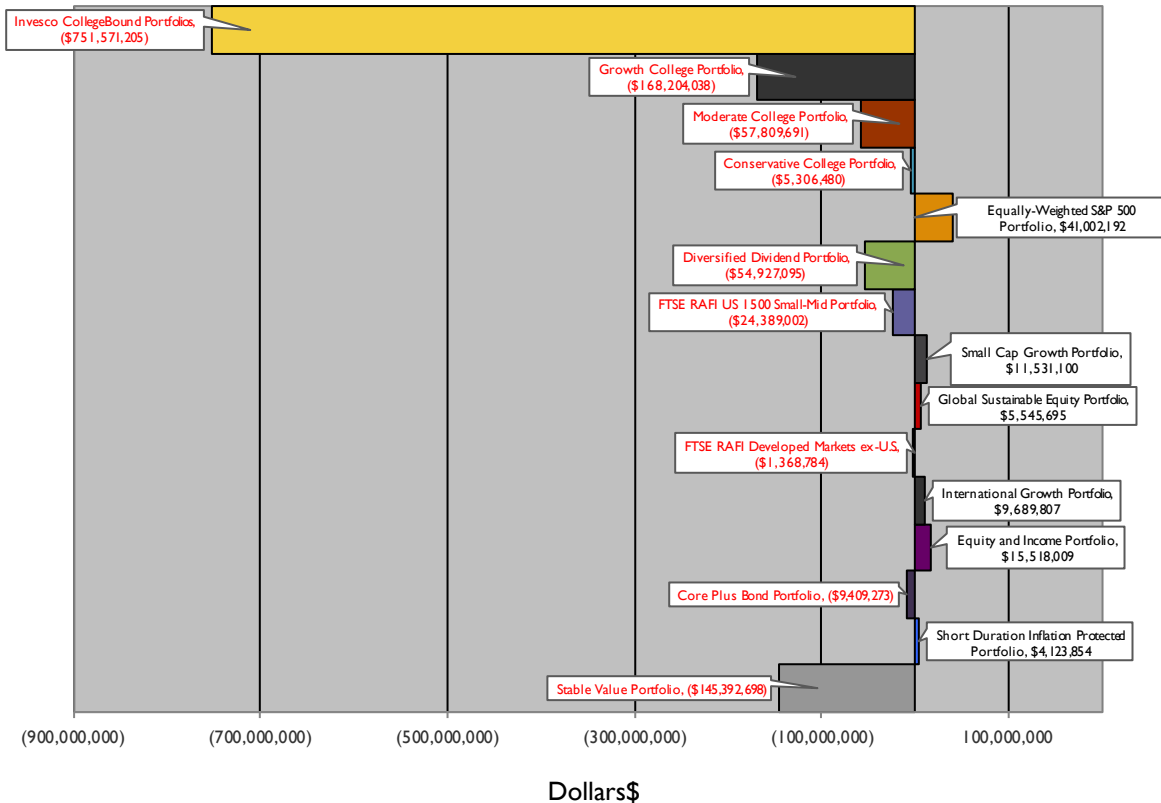 Invesco CollegeBound Portfolios,
($751,571,205)
Growth College Portfolio,
($168,204,038)
Moderate College Portfolio,
($57,809,691)
Conservative College Portfolio,
($5,306,480)
Equally-Weighted S&P 500
Portfolio, $41,002,192
Diversified Dividend Portfolio,
($54,927,095)
FTSE RAFI US 1500 Small-Mid Portfolio,
($24,389,002)
Small Cap Growth Portfolio,
$11,531,100
Global Sustainable Equity Portfolio,
$5,545,695
FTSE RAFI Developed Markets ex-U.S,
($1,368,784)
International Growth Portfolio,
$9,689,807
Equity and Income Portfolio,
$15,518,009
Core Plus Bond Portfolio, ($9,409,273)
Short Duration Inflation Protected
Portfolio, $4,123,854
Stable Value Portfolio, ($145,392,698)
(900,000,000) (700,000,000) (500,000,000) (300,000,000) (100,000,000) 100,000,000
Dollars$